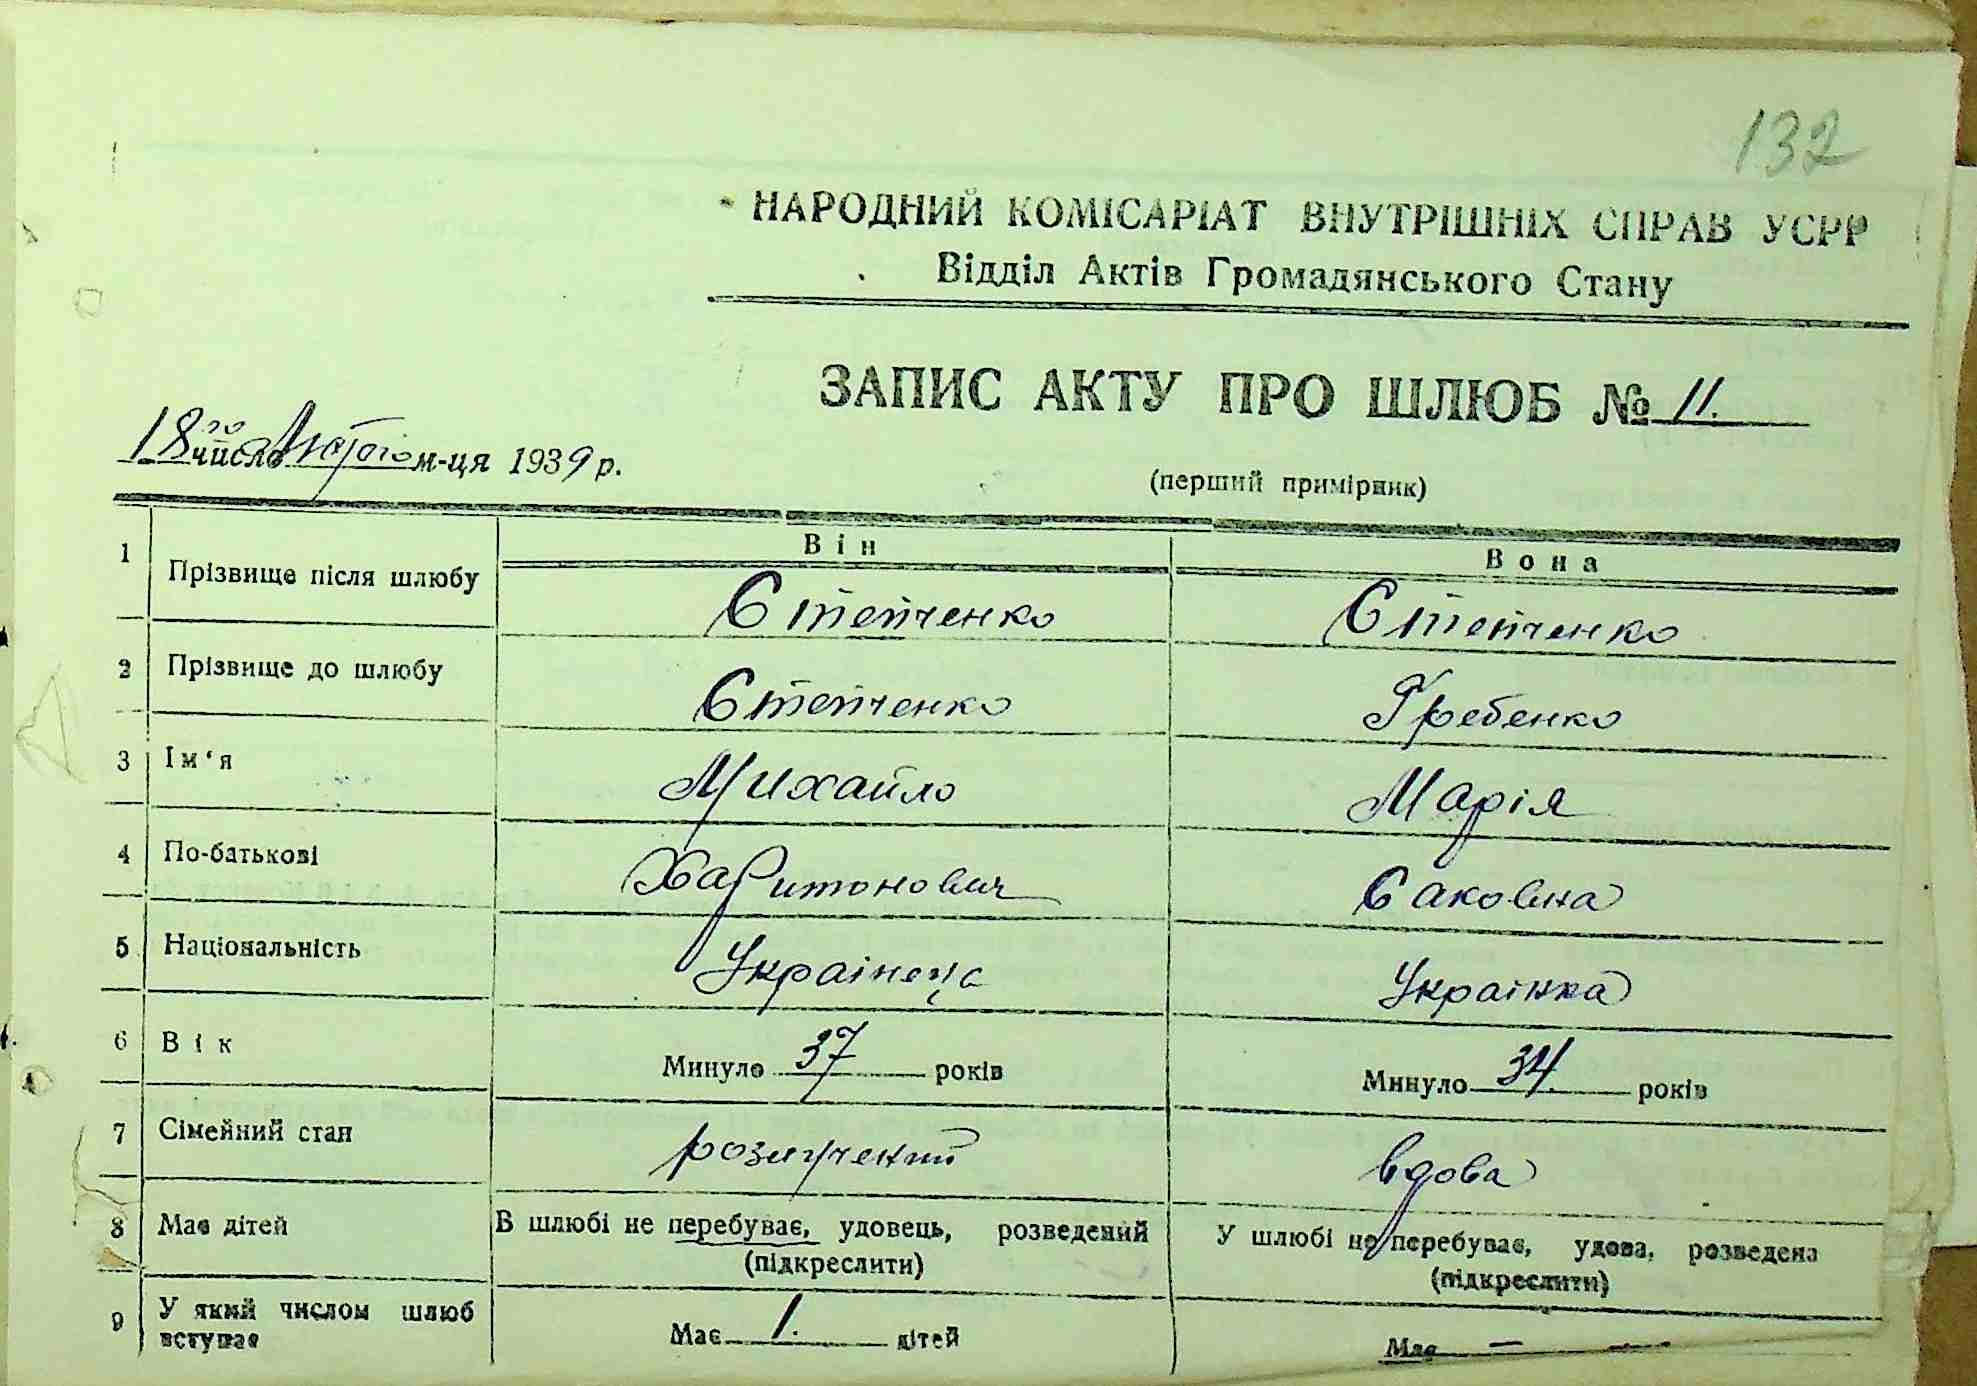 132
НАРОДНИЙ КОМІСАРІАТ ВНУТРІШНІХ СПРАВ УСРР
Відділ Актів Громадянського Стану
ЗАПИС АКТУ ПРО ШЛЮБ № 11.
18го числа Лютого м-ця 1939 р.
(перший примірник)
Він Вона
1 Прізвище після шлюбу Степченко Степченко
2 Прізвище до шлюбу Степченко Гребенко
3 Ім'я Михайло Марія
4 По-батькові Харитонович Саковна
5 Національність Українець Українка
6 Вік Минуло 37 років Минуло 34. років
7 Сімейний стан розлучений вдова
8 Має дітей В шлюбі не перебуває, удовець, розведений У шлюбі не перебуває, удова, розведена
(підкреслити) (підкреслити)
9 У який числом шлюб вступає Має 1. дітей Має —